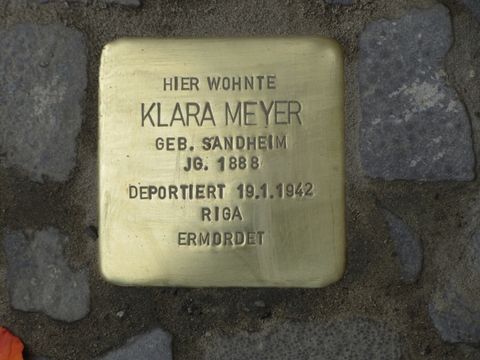 HIER WOHNTE
KLARA MEYER
GEB. SANDHEIM
JG. 1888
DEPORTIERT 19.1.1942
RIGA
ERMORDET